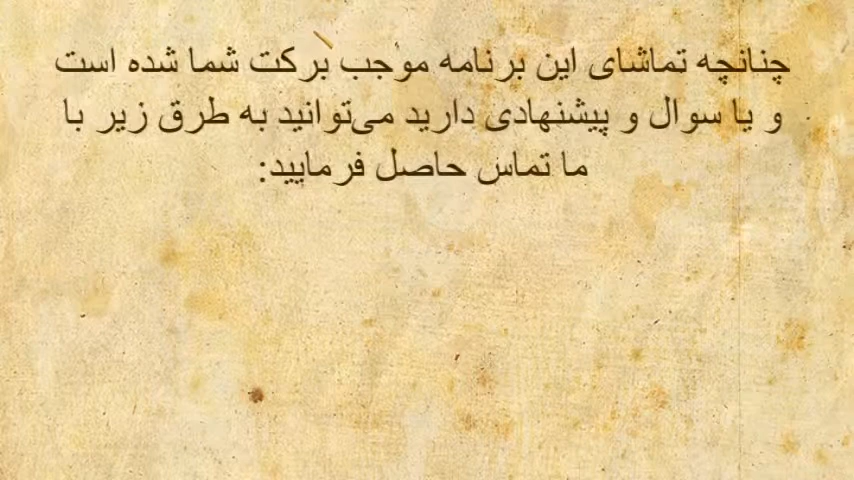 چنانچه تماشای این برنامه موجب برکت شما شده است
و یا سوال و پیشنهادی دارید می‌توانید به طرق زیر با
ما تماس حاصل فرمایید: